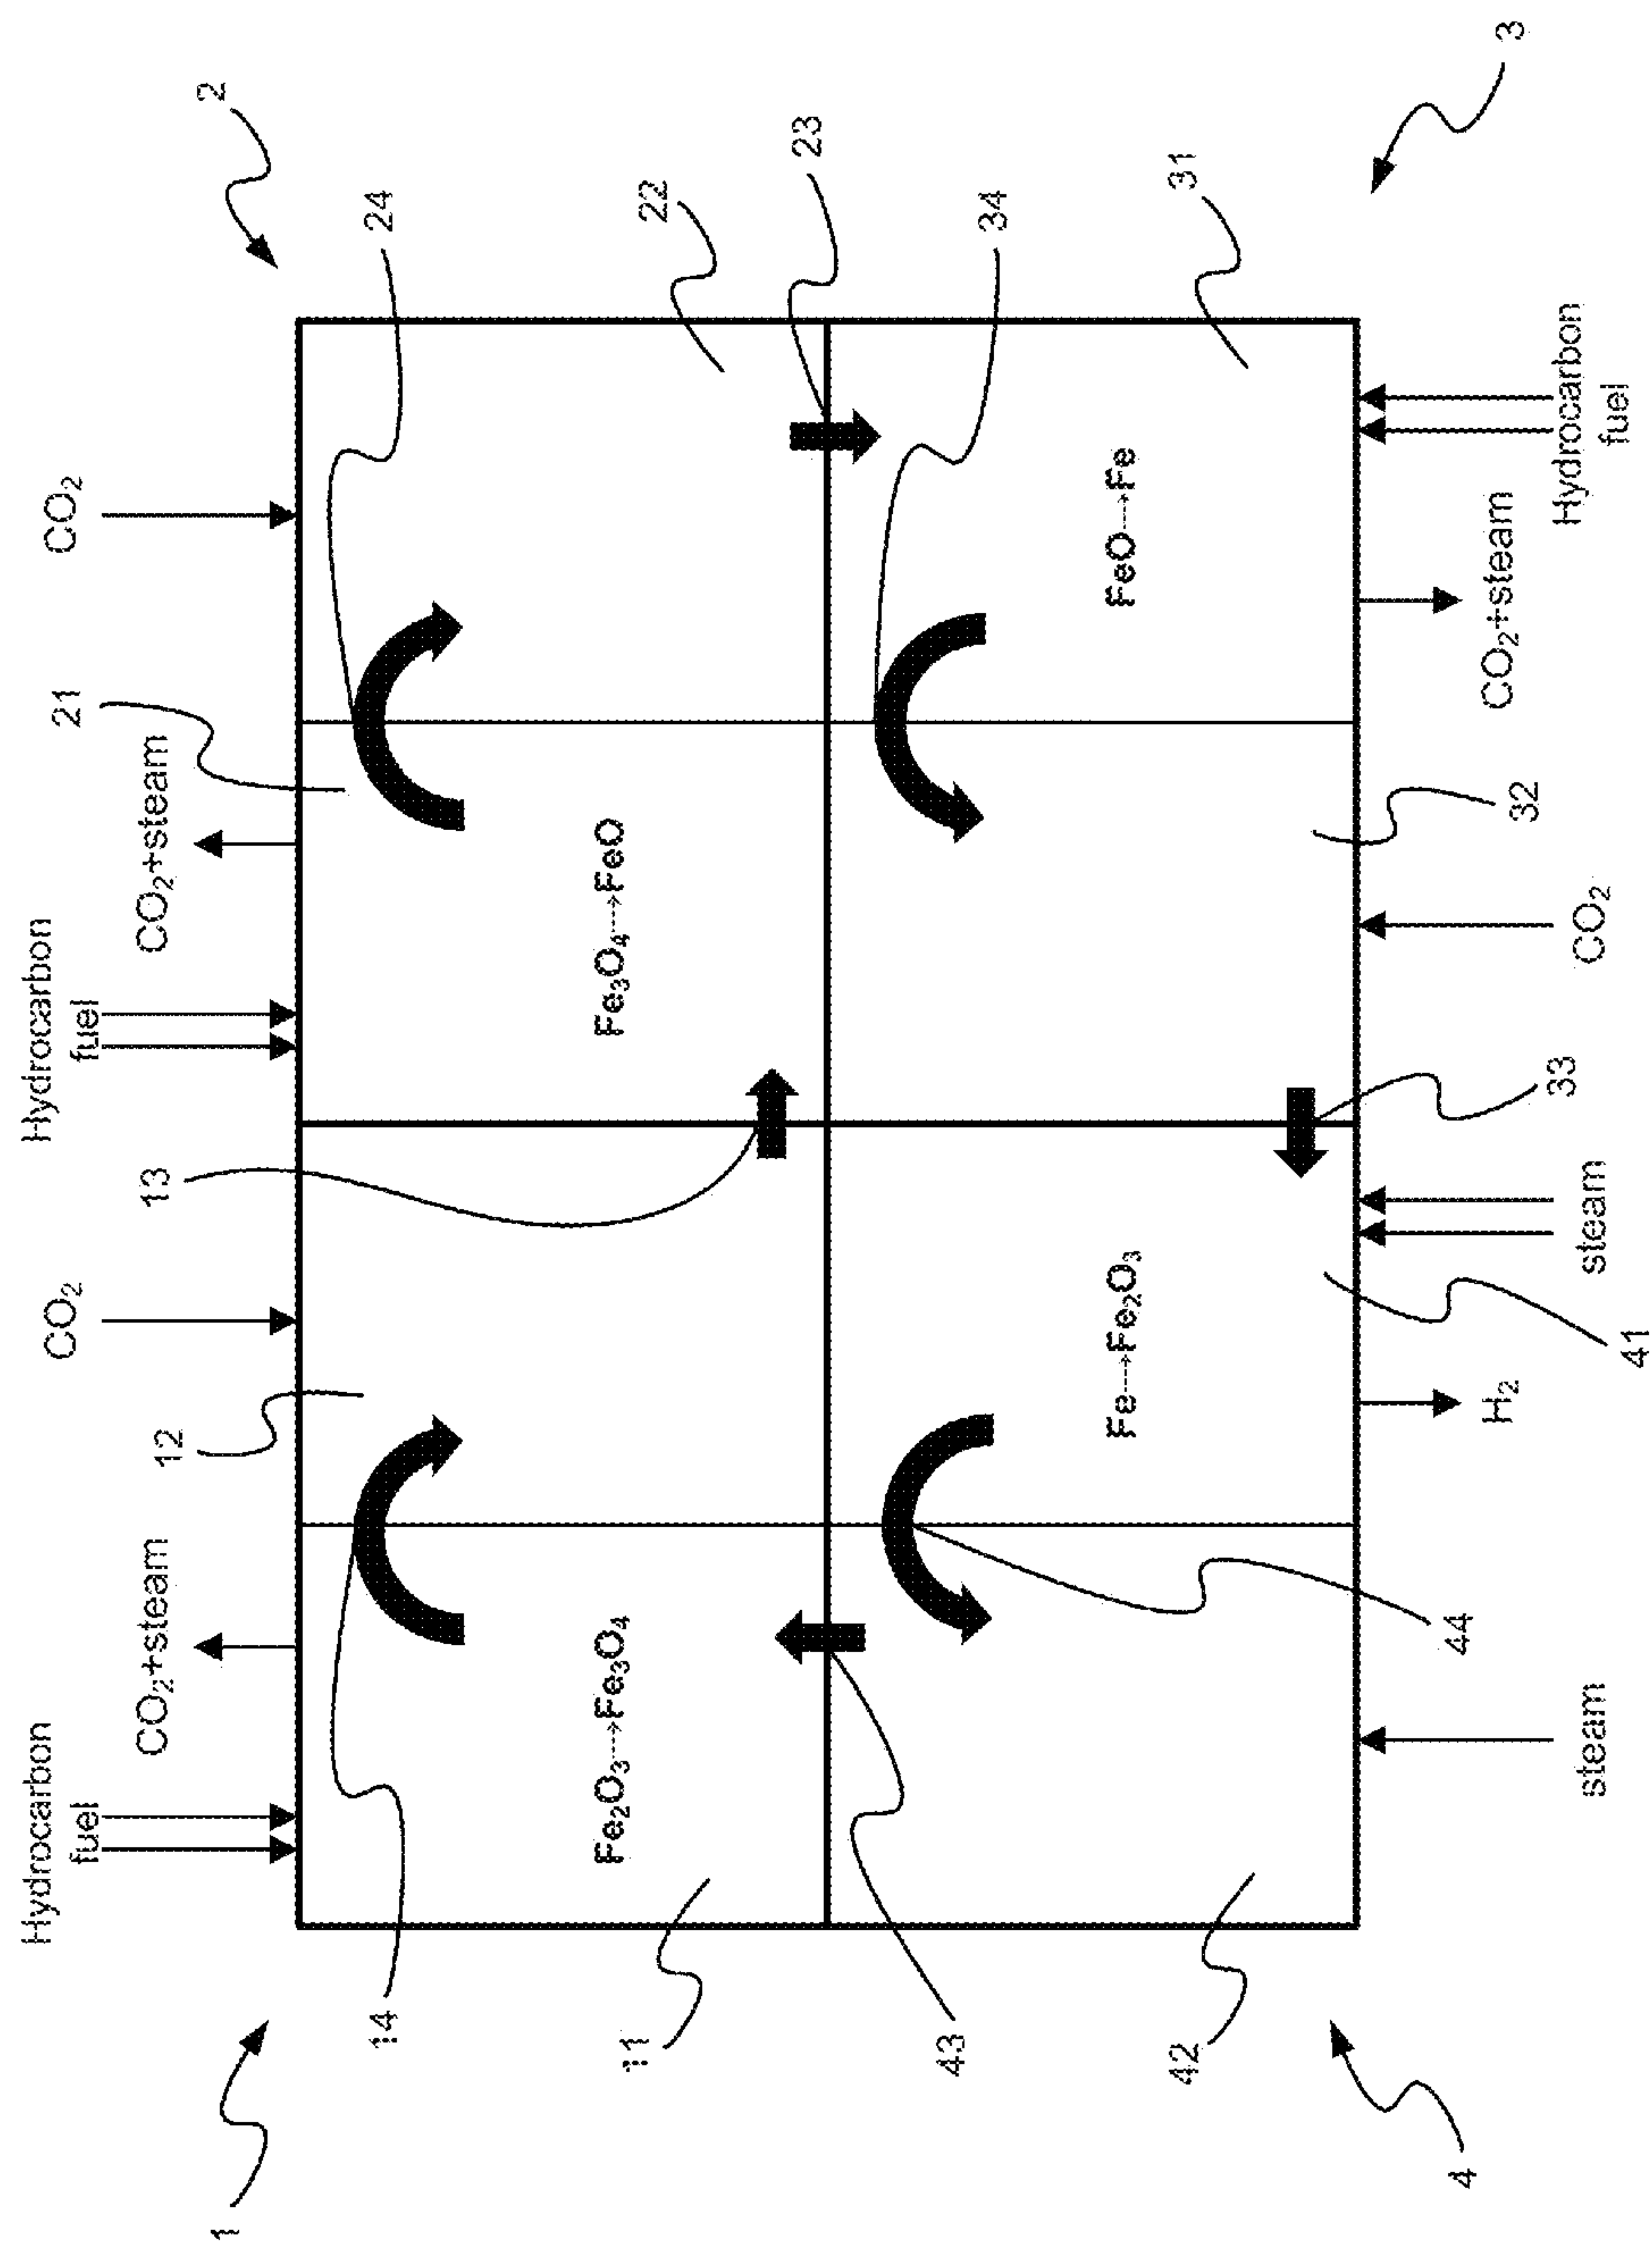 Hydrocarbon
fuel
CO₂+steam
CO₂
Hydrocarbon
fuel
CO₂+steam
CO₂
1
14
12
13
21
24
2
11
Fe₂O₃→Fe₃O₄
Fe₃O₄→FeO
22
23
43
34
42
Fe→Fe₂O₃
FeO→Fe
31
4
44
41
33
32
3
steam
H₂
steam
CO₂
CO₂+steam
Hydrocarbon
fuel